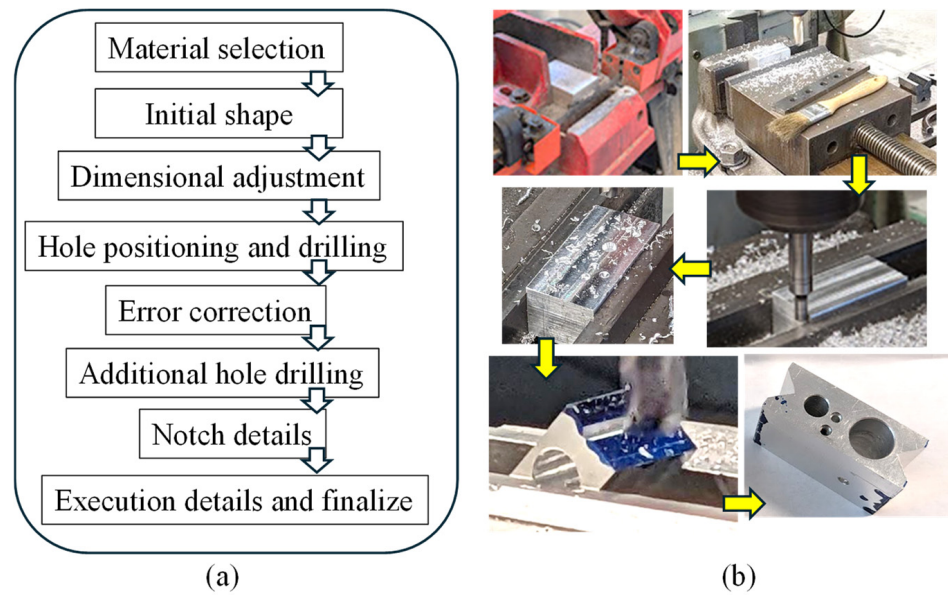 Material selection
Initial shape
Dimensional adjustment
Hole positioning and drilling
Error correction
Additional hole drilling
Notch details
Execution details and finalize
(a)
(b)